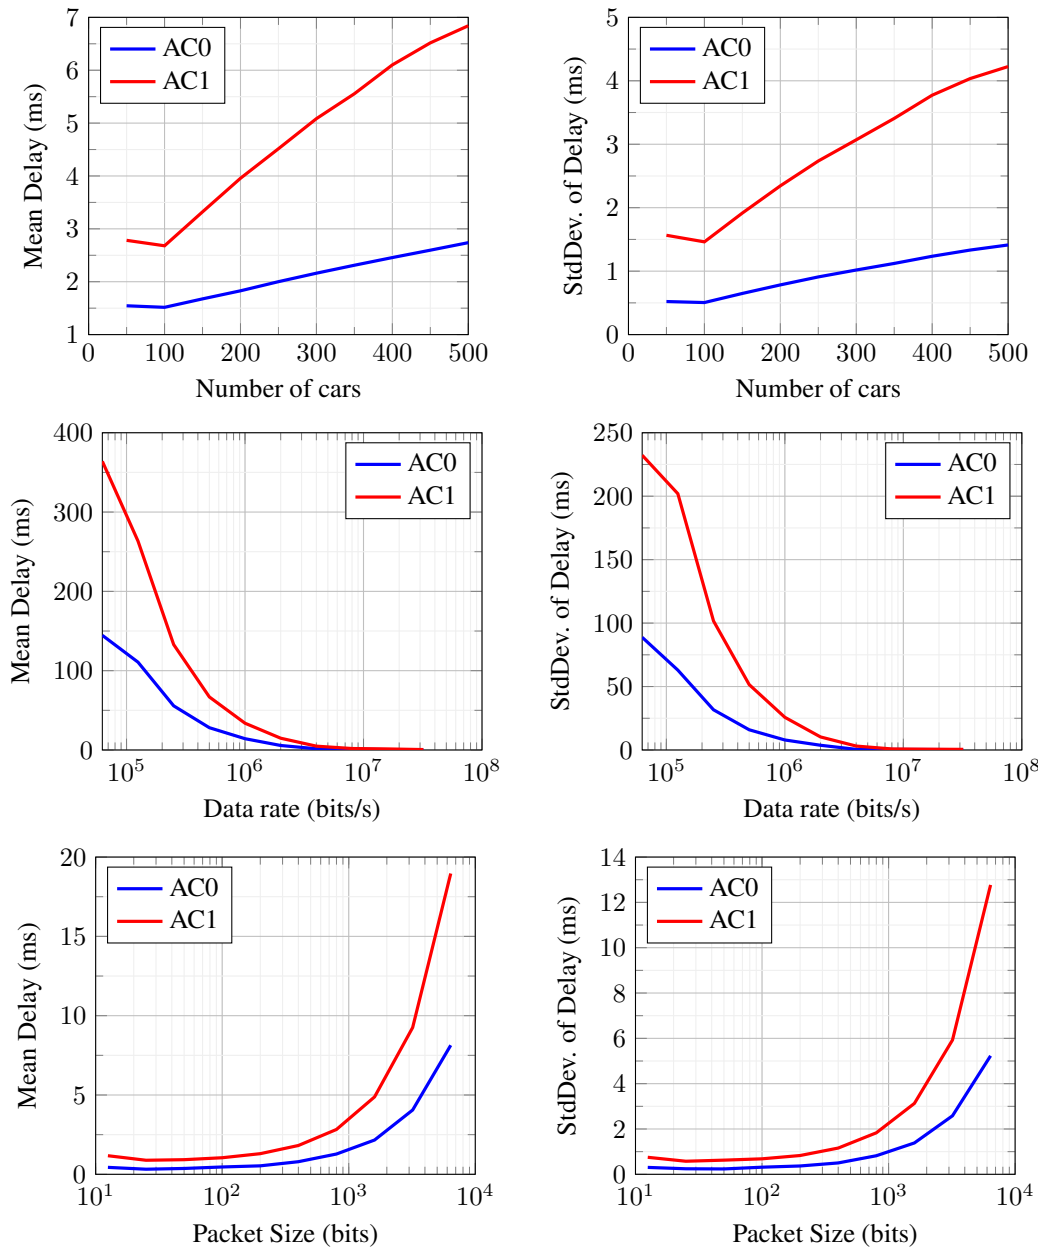 7
6
5
4
3
2
1
Mean Delay (ms)
AC0
AC1
0 100 200 300 400 500
Number of cars
5
4
3
2
1
0
StdDev. of Delay (ms)
AC0
AC1
0 100 200 300 400 500
Number of cars
400
300
200
100
0
Mean Delay (ms)
AC0
AC1
10^5 10^6 10^7 10^8
Data rate (bits/s)
250
200
150
100
50
0
StdDev. of Delay (ms)
AC0
AC1
10^5 10^6 10^7 10^8
Data rate (bits/s)
20
15
10
5
0
Mean Delay (ms)
AC0
AC1
10^1 10^2 10^3 10^4
Packet Size (bits)
14
12
10
8
6
4
2
0
StdDev. of Delay (ms)
AC0
AC1
10^1 10^2 10^3 10^4
Packet Size (bits)